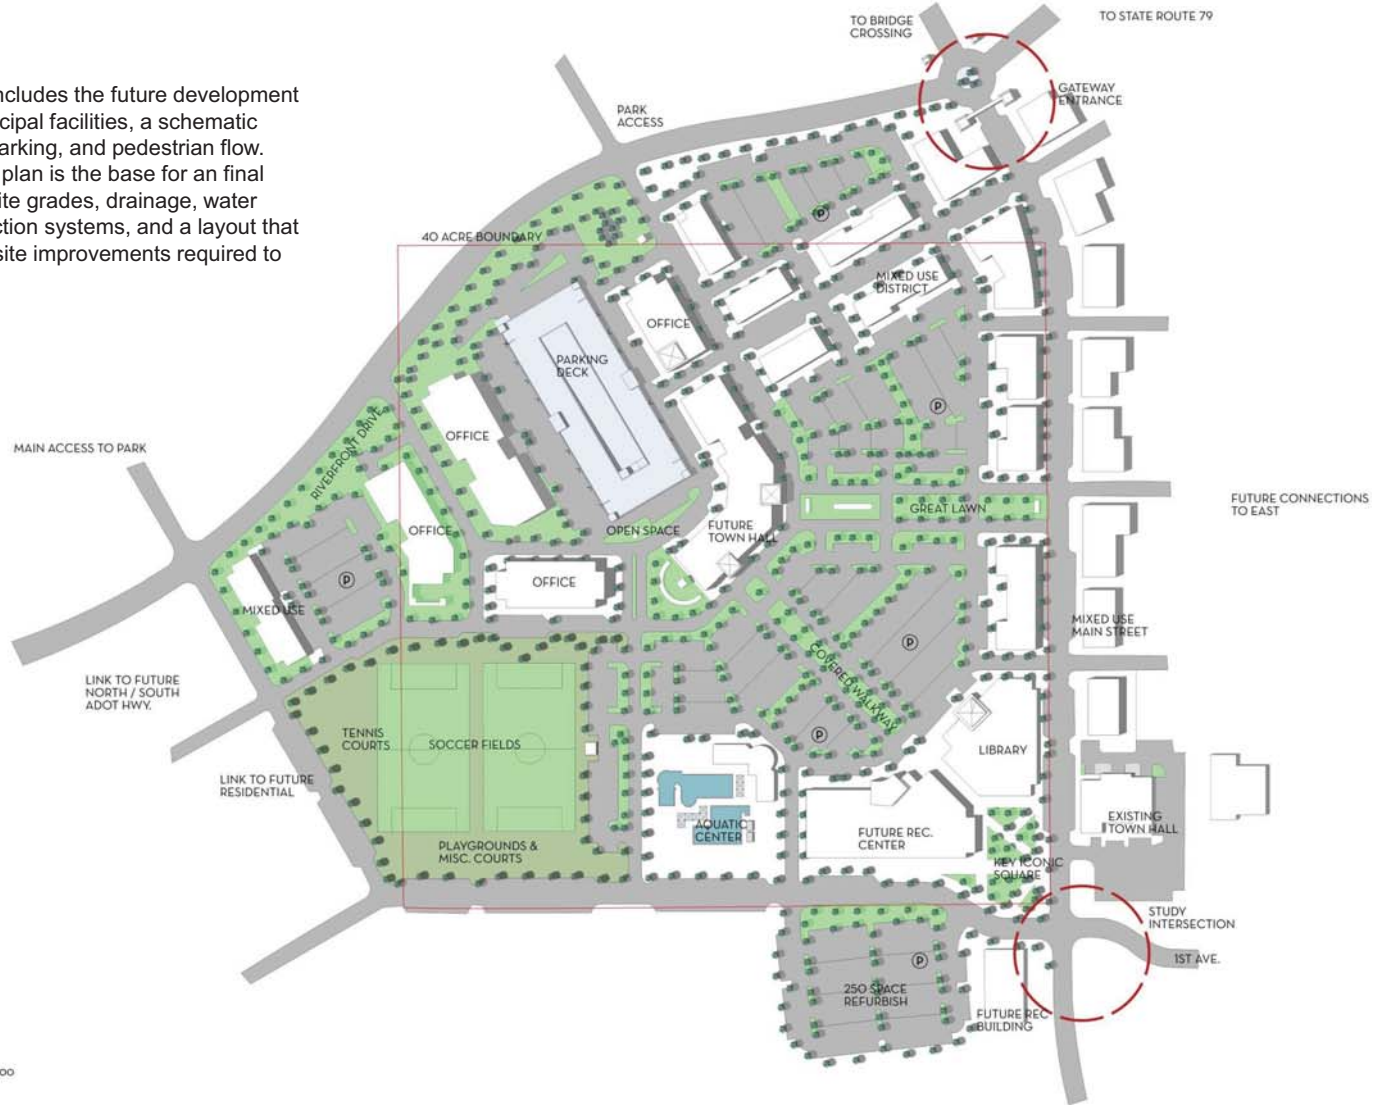 TO BRIDGE
CROSSING
TO STATE ROUTE 79
ncludes the future development
cipal facilities, a schematic
arking, and pedestrian flow.
plan is the base for an final
ite grades, drainage, water
ction systems, and a layout that
site improvements required to
GATEWAY
ENTRANCE
PARK
ACCESS
P
40 ACRE BOUNDARY
MIXED USE
DISTRICT
OFFICE
PARKING
DECK
P
RIVERFRONT DRIVE
OFFICE
MAIN ACCESS TO PARK
FUTURE CONNECTIONS
TO EAST
GREAT LAWN
OFFICE
OPEN SPACE
FUTURE
TOWN HALL
P
OFFICE
MIXED USE
MIXED USE
MAIN STREET
P
COVERED WALKWAY
LINK TO FUTURE
NORTH / SOUTH
ADOT HWY.
TENNIS
COURTS
SOCCER FIELDS
P
LIBRARY
LINK TO FUTURE
RESIDENTIAL
AQUATIC
CENTER
FUTURE REC.
CENTER
EXISTING
TOWN HALL
PLAYGROUNDS &
MISC. COURTS
KEY ICONIC
SQUARE
STUDY
INTERSECTION
1ST AVE.
P
250 SPACE
REFURBISH
FUTURE REC
BUILDING
00